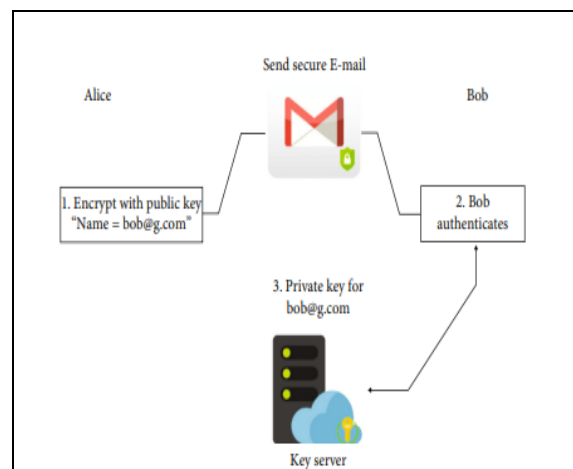 Send secure E-mail
Alice
Bob
1. Encrypt with public key
“Name = bob@g.com”
2. Bob
authenticates
3. Private key for
bob@g.com
Key server